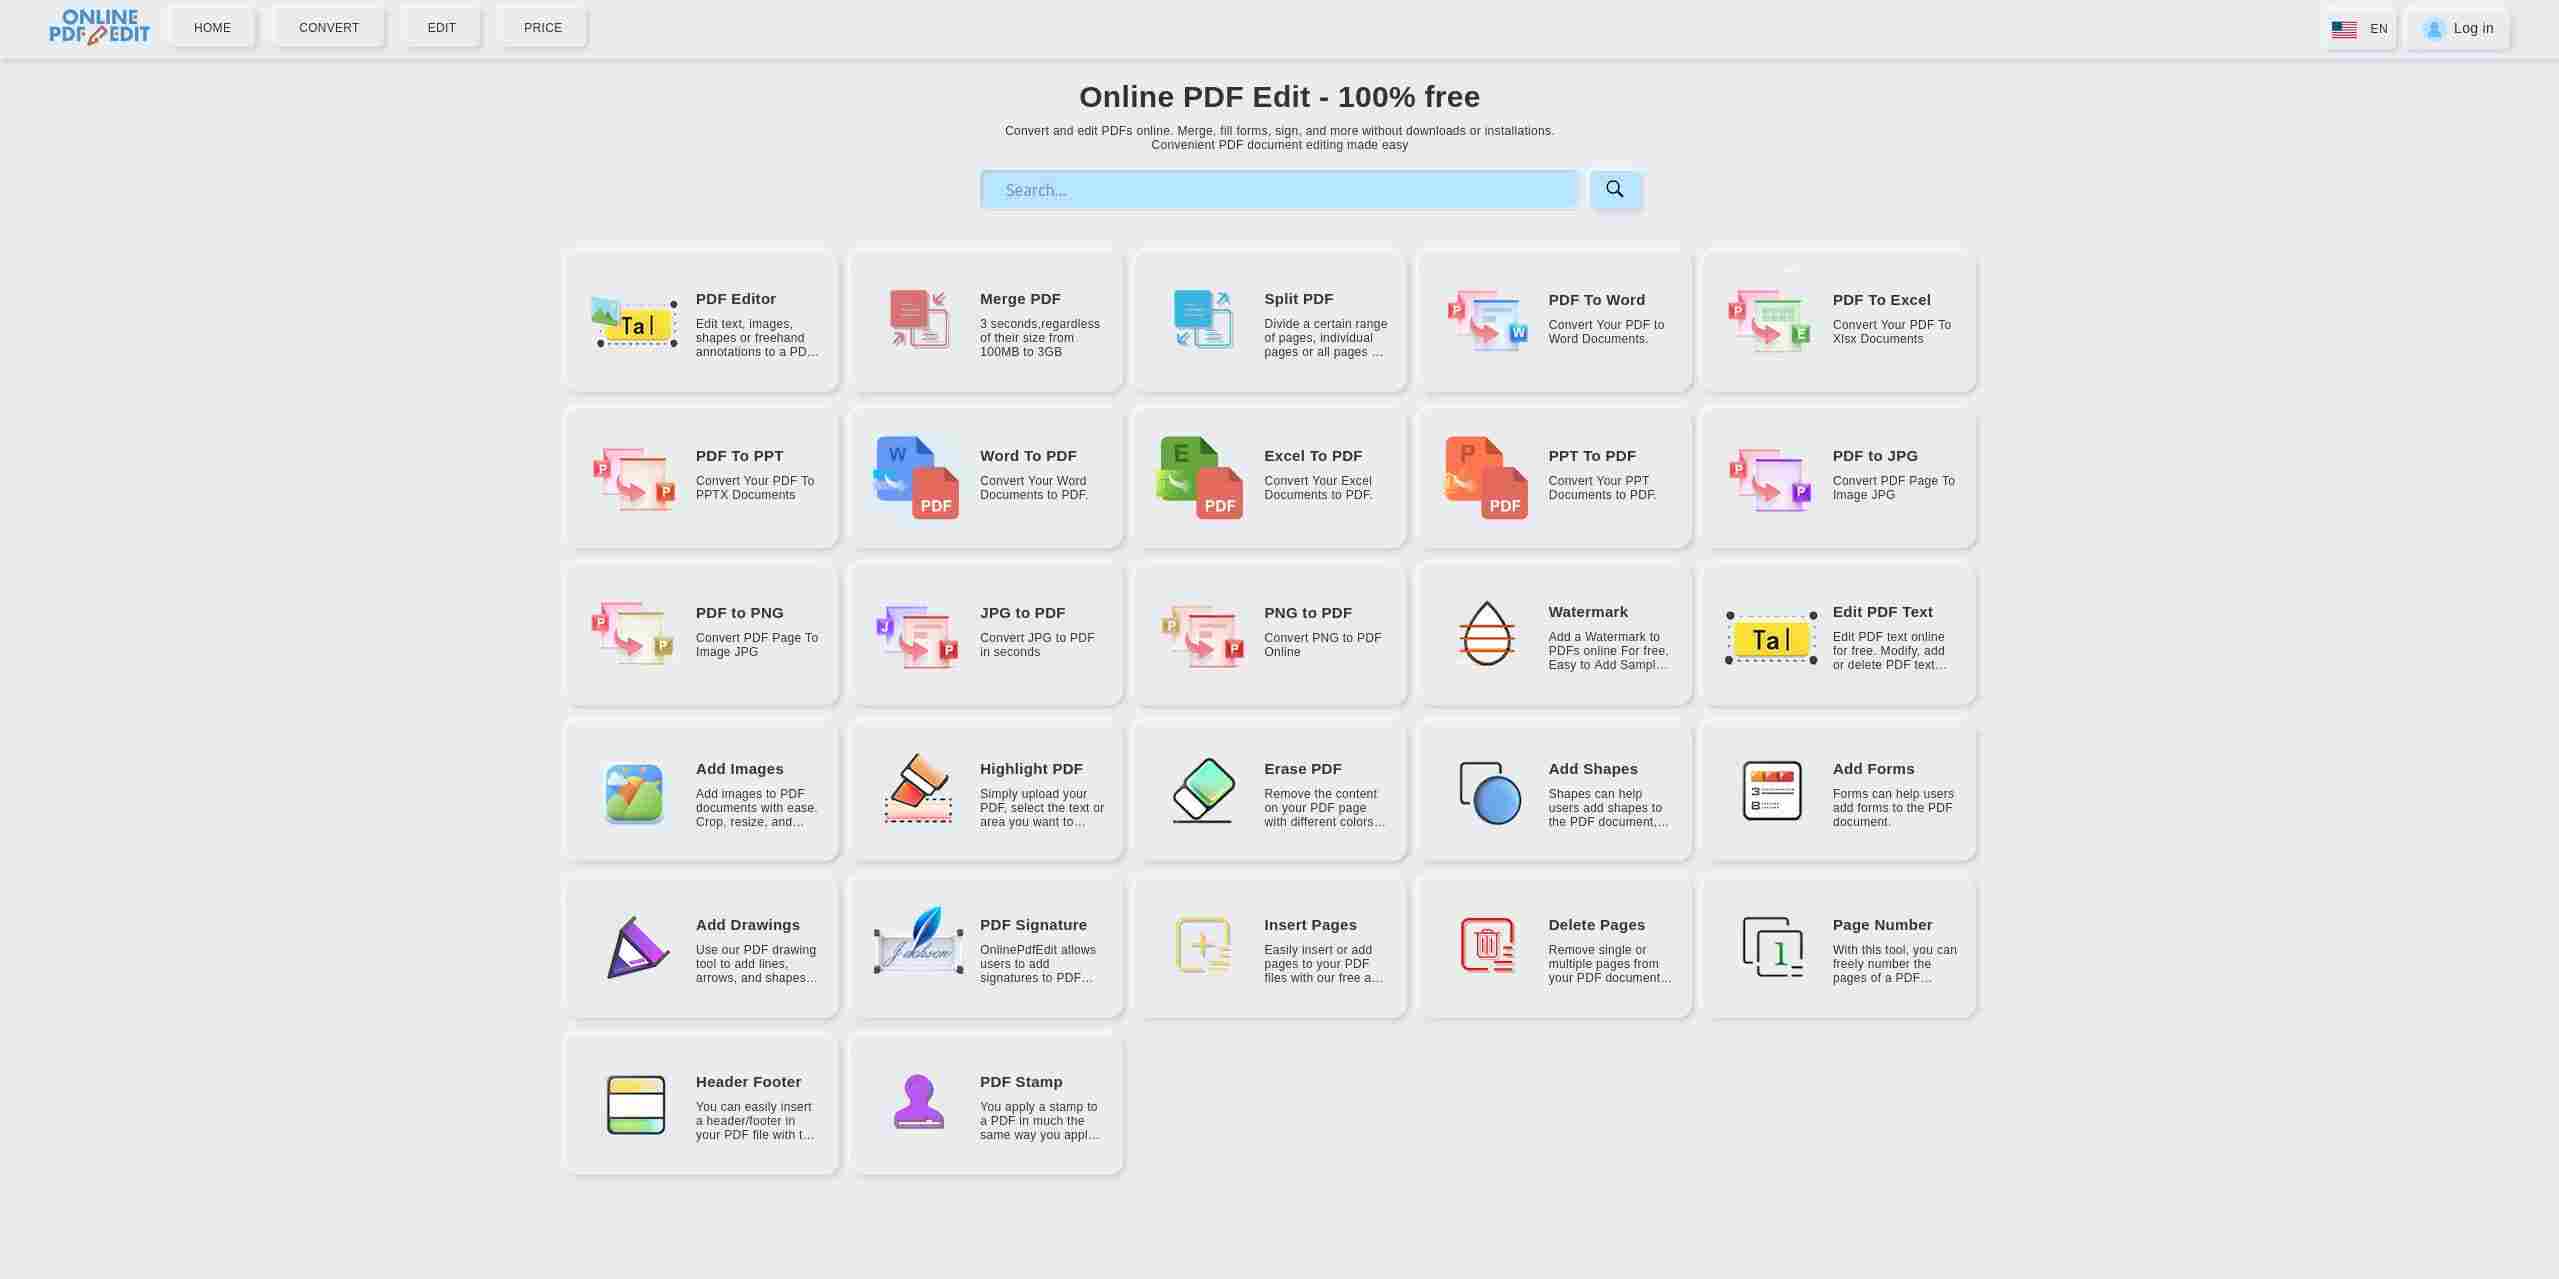 ONLINE
PDF EDIT
HOME
CONVERT
EDIT
PRICE
EN
Log in
Online PDF Edit - 100% free
Convert and edit PDFs online. Merge, fill forms, sign, and more without downloads or installations.
Convenient PDF document editing made easy
Search...
Ta
PDF Editor
Edit text, images,
shapes or freehand
annotations to a PD…
Merge PDF
3 seconds,regardless
of their size from
100MB to 3GB
Split PDF
Divide a certain range
of pages, individual
pages or all pages …
P
W
PDF To Word
Convert Your PDF to
Word Documents.
P
E
PDF To Excel
Convert Your PDF To
Xlsx Documents
P
P
PDF To PPT
Convert Your PDF To
PPTX Documents
W
PDF
Word To PDF
Convert Your Word
Documents to PDF.
E
PDF
Excel To PDF
Convert Your Excel
Documents to PDF.
P
PDF
PPT To PDF
Convert Your PPT
Documents to PDF.
P
P
PDF to JPG
Convert PDF Page To
Image JPG
P
P
PDF to PNG
Convert PDF Page To
Image JPG
J
P
JPG to PDF
Convert JPG to PDF
in seconds
P
P
PNG to PDF
Convert PNG to PDF
Online
Watermark
Add a Watermark to
PDFs online For free,
Easy to Add Sampl…
Ta
Edit PDF Text
Edit PDF text online
for free. Modify, add
or delete PDF text…
Add Images
Add images to PDF
documents with ease.
Crop, resize, and…
Highlight PDF
Simply upload your
PDF, select the text or
area you want to…
Erase PDF
Remove the content
on your PDF page
with different colors…
Add Shapes
Shapes can help
users add shapes to
the PDF document,…
3
8
Add Forms
Forms can help users
add forms to the PDF
document.
Add Drawings
Use our PDF drawing
tool to add lines,
arrows, and shapes…
Jackson
PDF Signature
OnlinePdfEdit allows
users to add
signatures to PDF…
Insert Pages
Easily insert or add
pages to your PDF
files with our free a…
Delete Pages
Remove single or
multiple pages from
your PDF document…
1
Page Number
With this tool, you can
freely number the
pages of a PDF…
Header Footer
You can easily insert
a header/footer in
your PDF file with t…
PDF Stamp
You apply a stamp to
a PDF in much the
same way you appl…